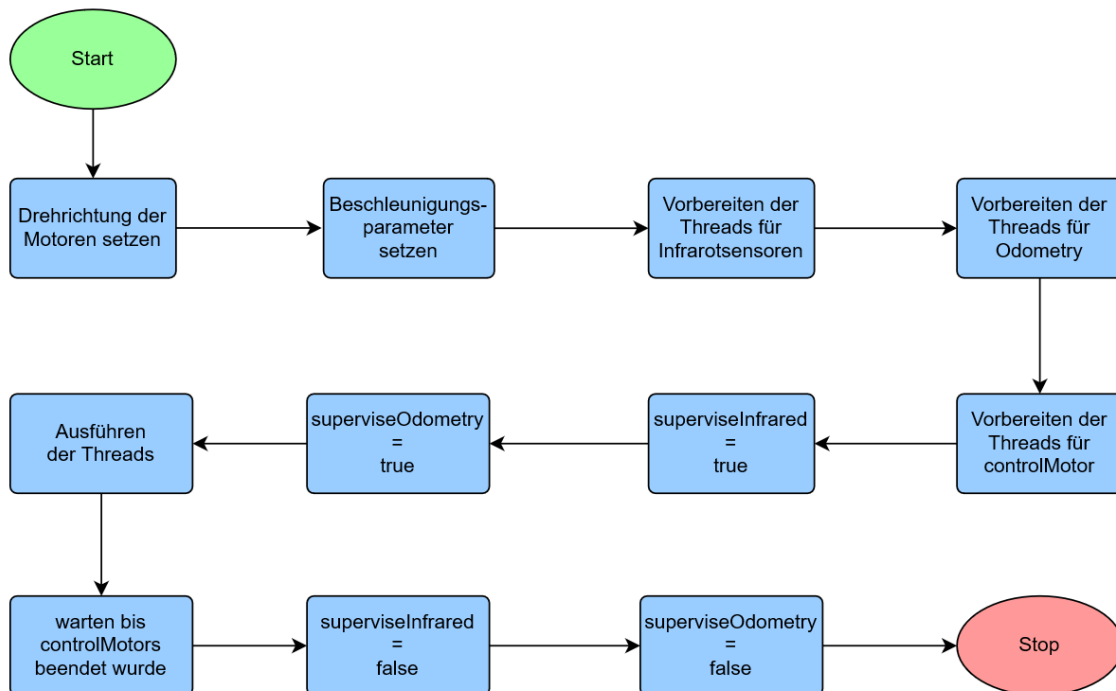 Start
Drehrichtung der
Motoren setzen
Beschleunigungs-
parameter
setzen
Vorbereiten der
Threads für
Infrarotsensoren
Vorbereiten der
Threads für
Odometry
Vorbereiten der
Threads für
controlMotor
superviseInfrared
=
true
superviseOdometry
=
true
Ausführen
der Threads
warten bis
controlMotors
beendet wurde
superviseInfrared
=
false
superviseOdometry
=
false
Stop